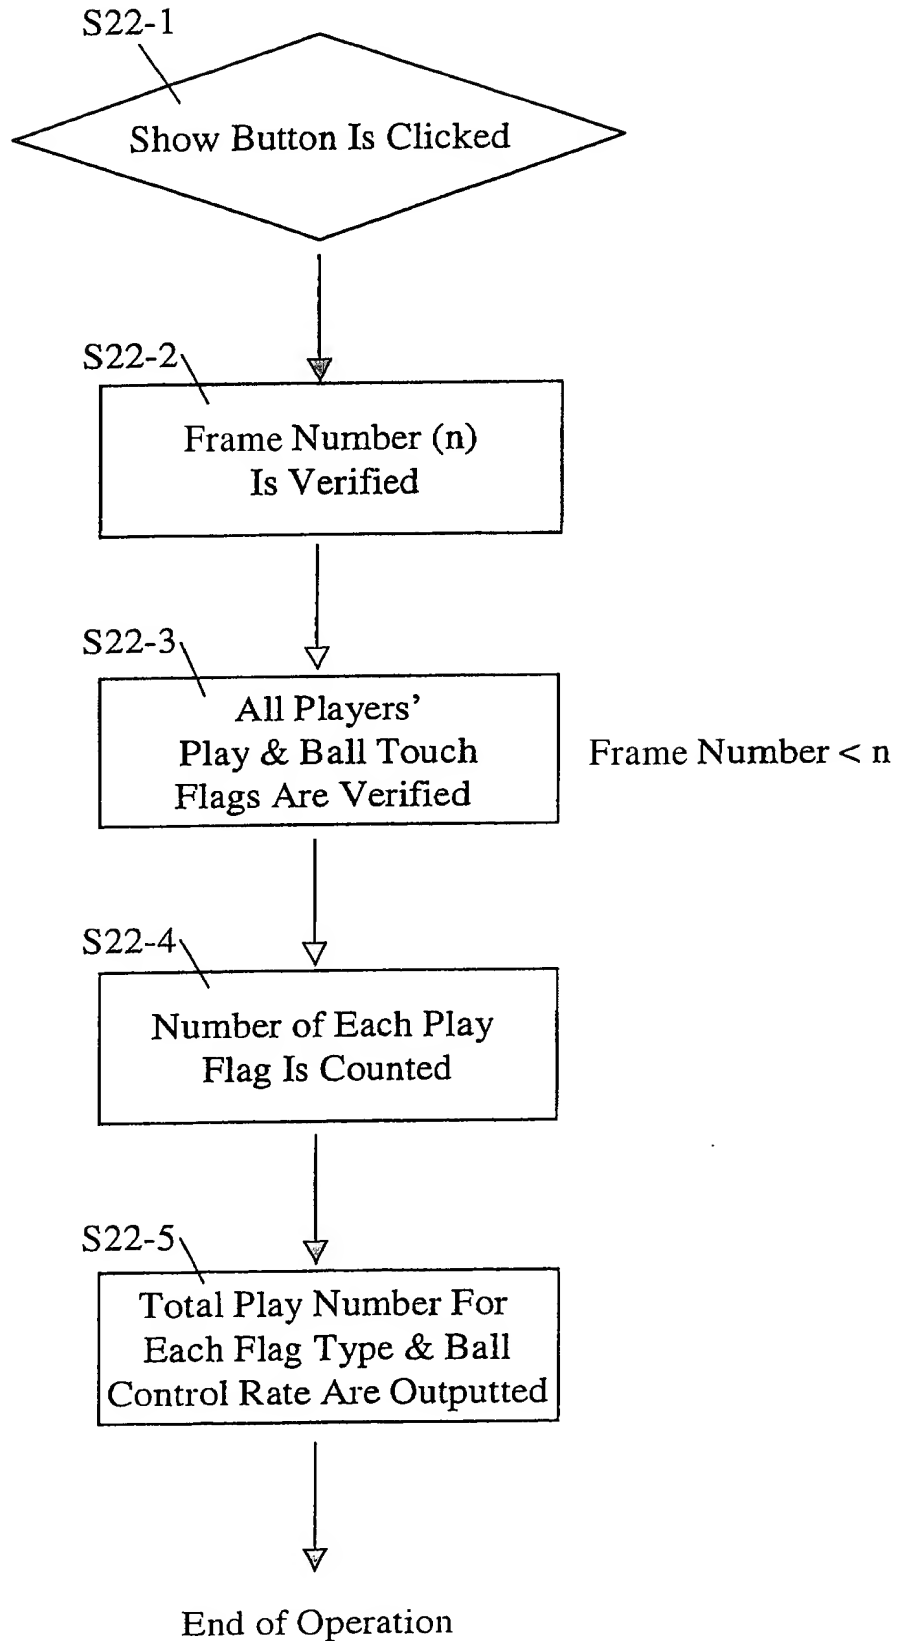 S22-1
Show Button Is Clicked
S22-2
Frame Number (n)
Is Verified
S22-3
All Players’
Play & Ball Touch
Flags Are Verified
Frame Number < n
S22-4
Number of Each Play
Flag Is Counted
S22-5
Total Play Number For
Each Flag Type & Ball
Control Rate Are Outputted
End of Operation